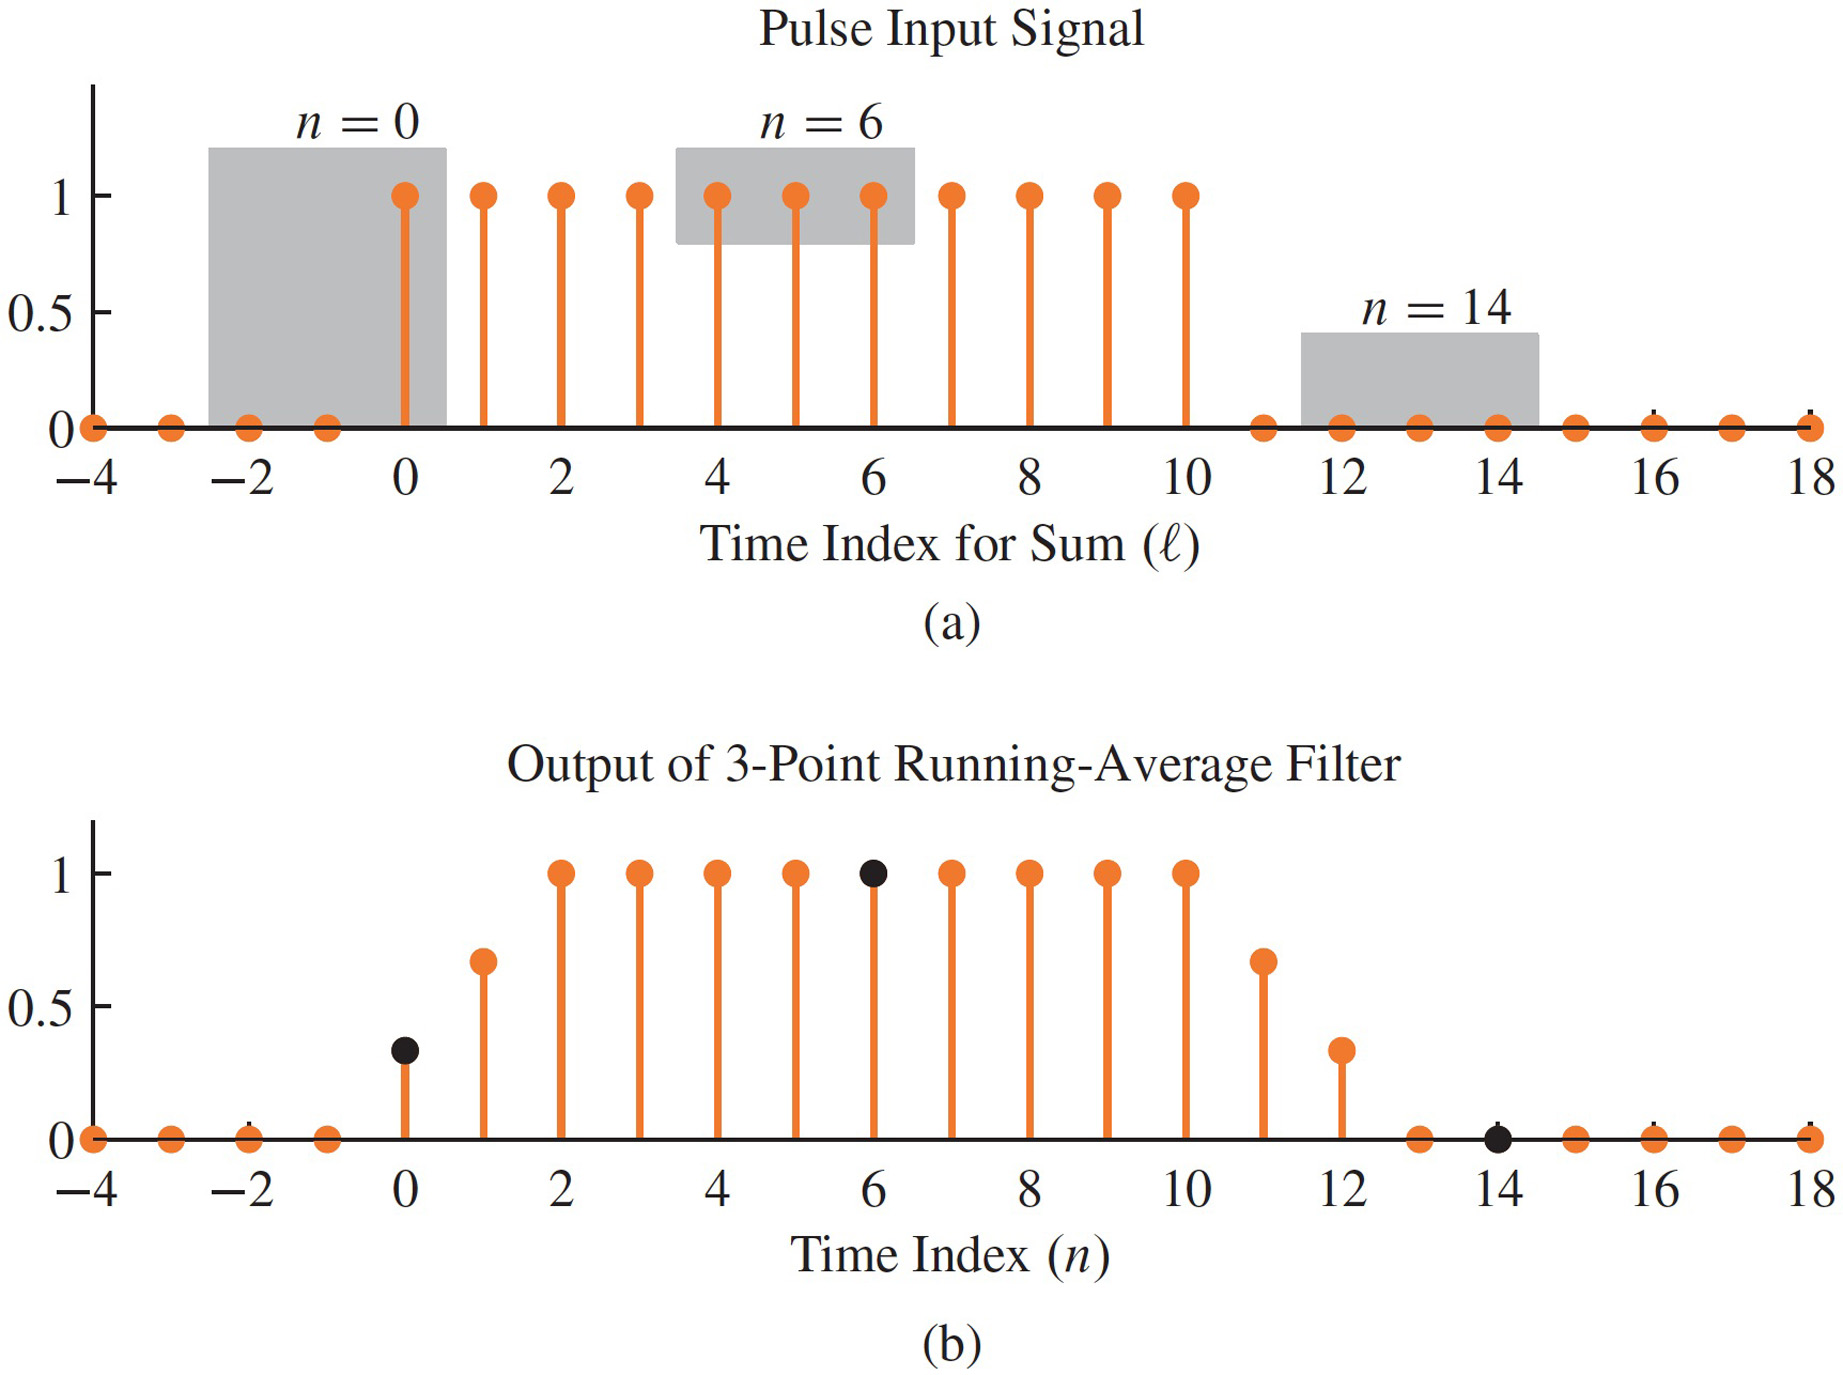 Pulse Input Signal
n = 0
n = 6
1
0.5
n = 14
0
−4 −2 0 2 4 6 8 10 12 14 16 18
Time Index for Sum (ℓ)
(a)
Output of 3-Point Running-Average Filter
1
0.5
0
−4 −2 0 2 4 6 8 10 12 14 16 18
Time Index (n)
(b)